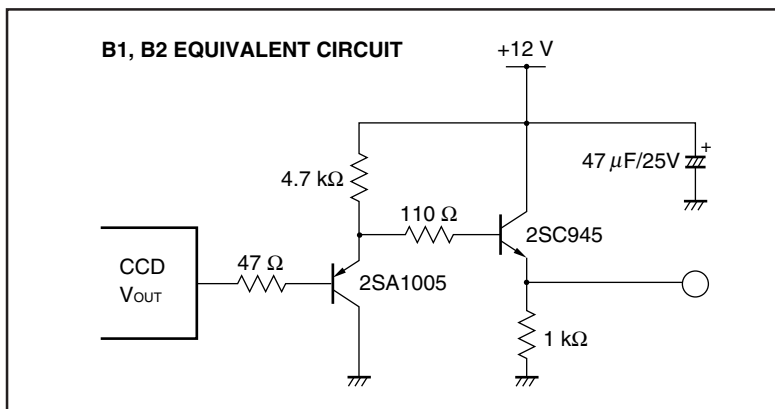 B1, B2 EQUIVALENT CIRCUIT
+12 V
4.7 kΩ
47 μF/25V
+
110 Ω
2SC945
CCD
VOUT
47 Ω
2SA1005
1 kΩ